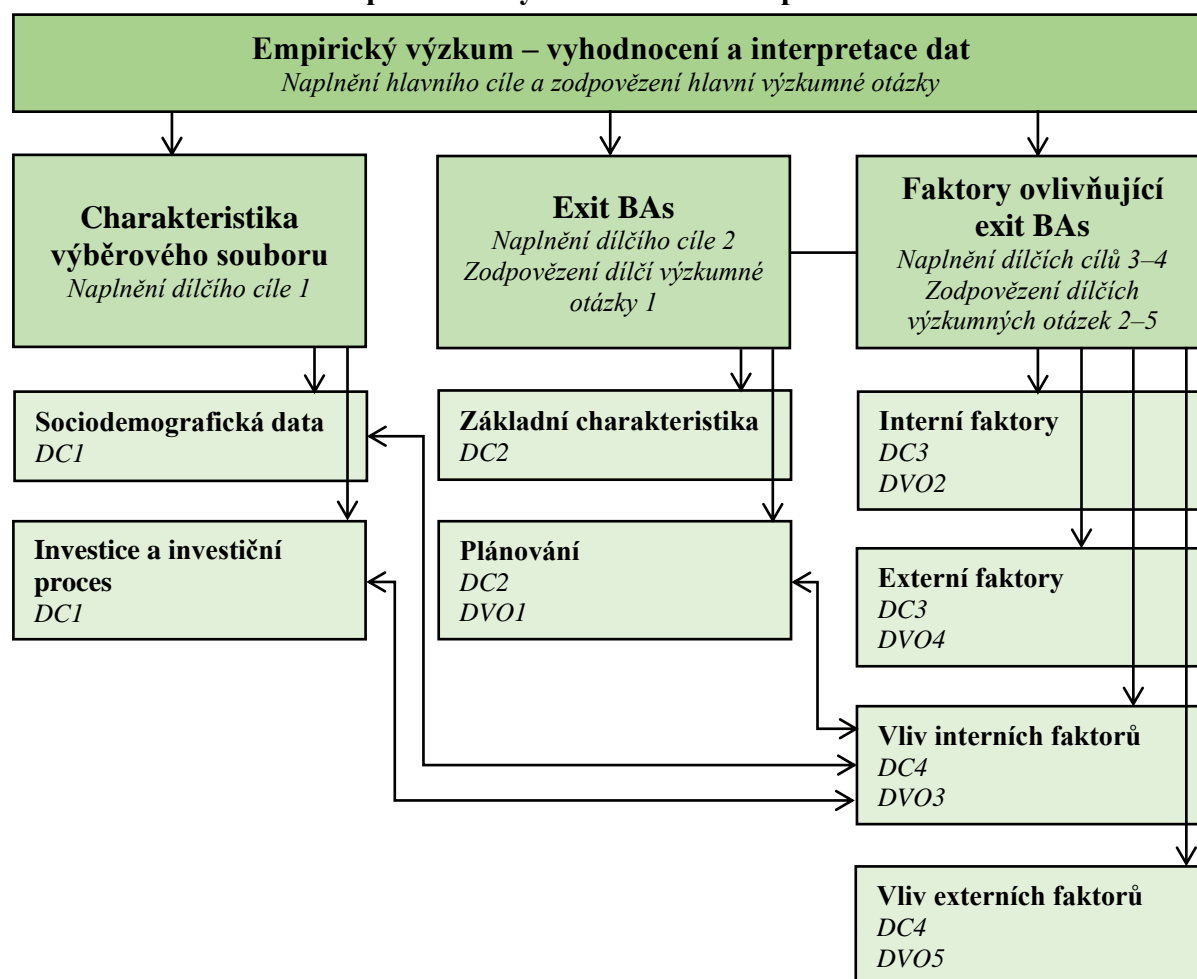 Empirický výzkum – vyhodnocení a interpretace dat
Naplnění hlavního cíle a zodpovězení hlavní výzkumné otázky
Charakteristika
výběrového souboru
Naplnění dílčího cíle 1
Exit BAs
Naplnění dílčího cíle 2
Zodpovězení dílčí výzkumné
otázky 1
Faktory ovlivňující
exit BAs
Naplnění dílčích cílů 3–4
Zodpovězení dílčích
výzkumných otázek 2–5
Sociodemografická data
DC1
Základní charakteristika
DC2
Interní faktory
DC3
DVO2
Investice a investiční
proces
DC1
Plánování
DC2
DVO1
Externí faktory
DC3
DVO4
Vliv interních faktorů
DC4
DVO3
Vliv externích faktorů
DC4
DVO5